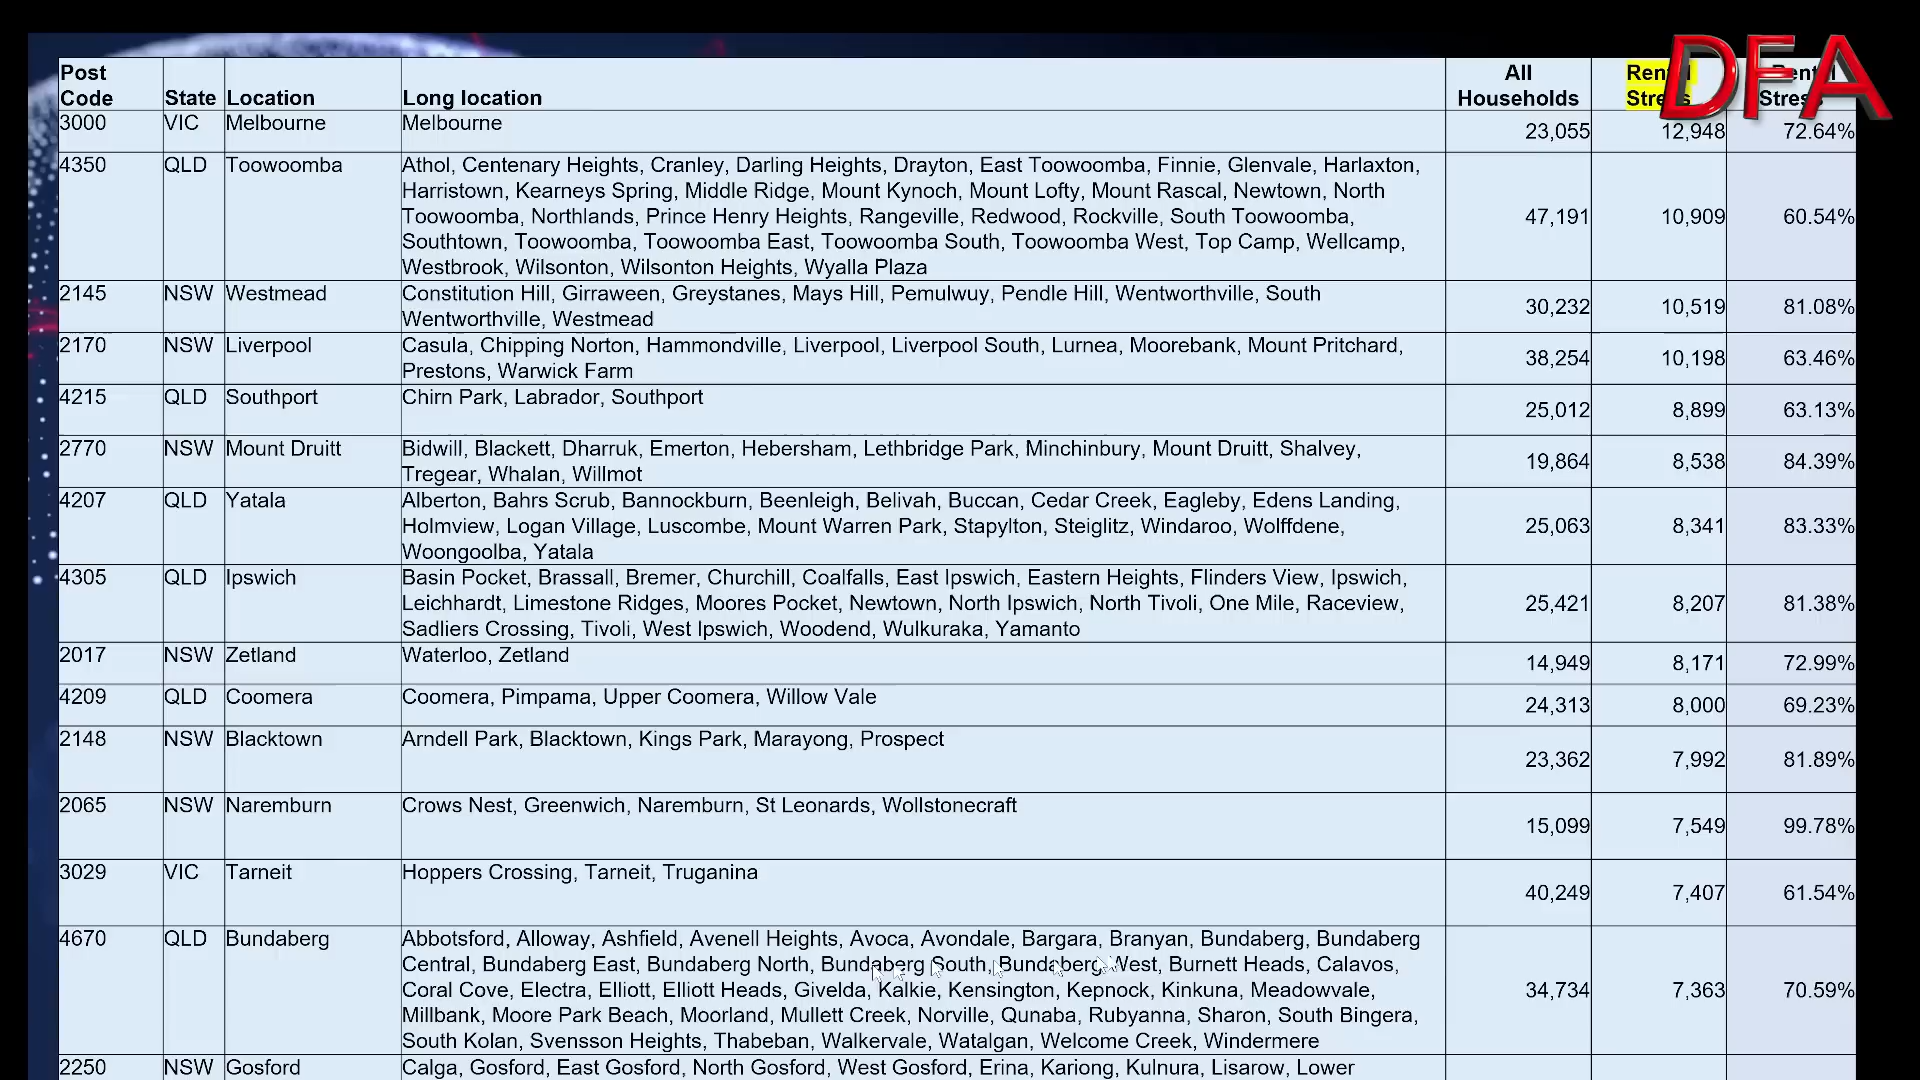 DFA
Post Code State Location Long location All Households Rental Stress Rental Stress
3000 VIC Melbourne Melbourne 23,055 12,948 72.64%
4350 QLD Toowoomba Athol, Centenary Heights, Cranley, Darling Heights, Drayton, East Toowoomba, Finnie, Glenvale, Harlaxton,
Harristown, Kearneys Spring, Middle Ridge, Mount Kynoch, Mount Lofty, Mount Rascal, Newtown, North
Toowoomba, Northlands, Prince Henry Heights, Rangeville, Redwood, Rockville, South Toowoomba,
Southtown, Toowoomba, Toowoomba East, Toowoomba South, Toowoomba West, Top Camp, Wellcamp,
Westbrook, Wilsonton, Wilsonton Heights, Wyalla Plaza 47,191 10,909 60.54%
2145 NSW Westmead Constitution Hill, Girraween, Greystanes, Mays Hill, Pemulwuy, Pendle Hill, Wentworthville, South
Wentworthville, Westmead 30,232 10,519 81.08%
2170 NSW Liverpool Casula, Chipping Norton, Hammondville, Liverpool, Liverpool South, Lurnea, Moorebank, Mount Pritchard,
Prestons, Warwick Farm 38,254 10,198 63.46%
4215 QLD Southport Chirn Park, Labrador, Southport 25,012 8,899 63.13%
2770 NSW Mount Druitt Bidwill, Blackett, Dharruk, Emerton, Hebersham, Lethbridge Park, Minchinbury, Mount Druitt, Shalvey,
Tregear, Whalan, Willmot 19,864 8,538 84.39%
4207 QLD Yatala Alberton, Bahrs Scrub, Bannockburn, Beenleigh, Belivah, Buccan, Cedar Creek, Eagleby, Edens Landing,
Holmview, Logan Village, Luscombe, Mount Warren Park, Stapylton, Steiglitz, Windaroo, Wolffdene,
Woongoolba, Yatala 25,063 8,341 83.33%
4305 QLD Ipswich Basin Pocket, Brassall, Bremer, Churchill, Coalfalls, East Ipswich, Eastern Heights, Flinders View, Ipswich,
Leichhardt, Limestone Ridges, Moores Pocket, Newtown, North Ipswich, North Tivoli, One Mile, Raceview,
Sadliers Crossing, Tivoli, West Ipswich, Woodend, Wulkuraka, Yamanto 25,421 8,207 81.38%
2017 NSW Zetland Waterloo, Zetland 14,949 8,171 72.99%
4209 QLD Coomera Coomera, Pimpama, Upper Coomera, Willow Vale 24,313 8,000 69.23%
2148 NSW Blacktown Arndell Park, Blacktown, Kings Park, Marayong, Prospect 23,362 7,992 81.89%
2065 NSW Naremburn Crows Nest, Greenwich, Naremburn, St Leonards, Wollstonecraft 15,099 7,549 99.78%
3029 VIC Tarneit Hoppers Crossing, Tarneit, Truganina 40,249 7,407 61.54%
4670 QLD Bundaberg Abbotsford, Alloway, Ashfield, Avenell Heights, Avoca, Avondale, Bargara, Branyan, Bundaberg, Bundaberg
Central, Bundaberg East, Bundaberg North, Bundaberg South, Bundaberg West, Burnett Heads, Calavos,
Coral Cove, Electra, Elliott, Elliott Heads, Givelda, Kalkie, Kensington, Kepnock, Kinkuna, Meadowvale,
Millbank, Moore Park Beach, Moorland, Mullett Creek, Norville, Qunaba, Rubyanna, Sharon, South Bingera,
South Kolan, Svensson Heights, Thabeban, Walkervale, Watalgan, Welcome Creek, Windermere 34,734 7,363 70.59%
2250 NSW Gosford Calga, Gosford, East Gosford, North Gosford, West Gosford, Erina, Kariong, Kulnura, Lisarow, Lower